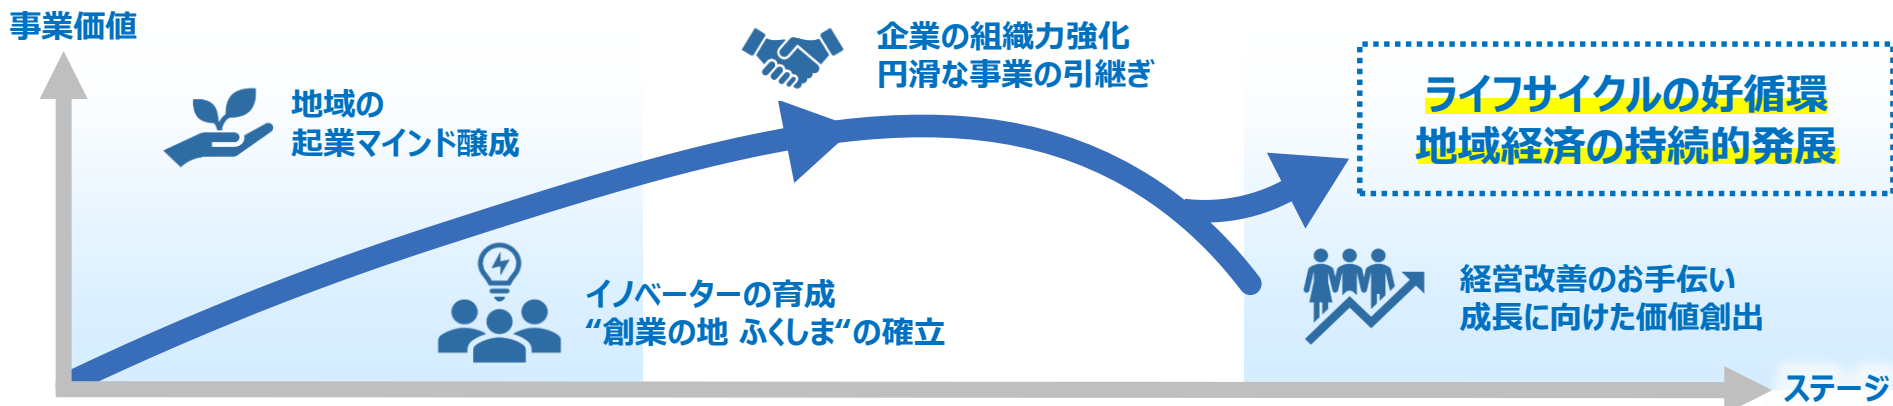 事業価値
地域の
起業マインド醸成
企業の組織力強化
円滑な事業の引継ぎ
ライフサイクルの好循環
地域経済の持続的発展
イノベーターの育成
“創業の地 ふくしま“の確立
経営改善のお手伝い
成長に向けた価値創出
ステージ